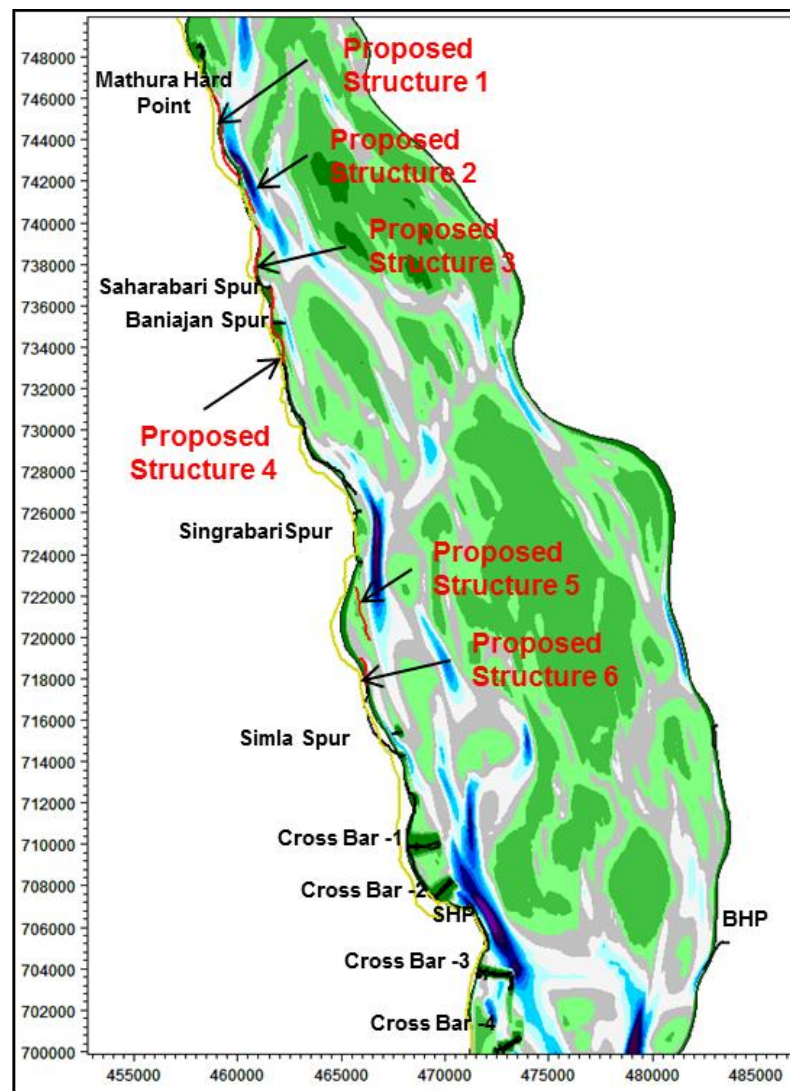 748000
746000
744000
742000
740000
738000
736000
734000
732000
730000
728000
726000
724000
722000
720000
718000
716000
714000
712000
710000
708000
706000
704000
702000
700000
Proposed
Structure 1
Mathura Hard
Point
Proposed
Structure 2
Proposed
Structure 3
Saharabari Spur
Baniajan Spur
Proposed
Structure 4
Singrabari Spur
Proposed
Structure 5
Proposed
Structure 6
Simla Spur
Cross Bar -1
Cross Bar -2
SHP
BHP
Cross Bar -3
Cross Bar -4
455000 460000 465000 470000 475000 480000 485000